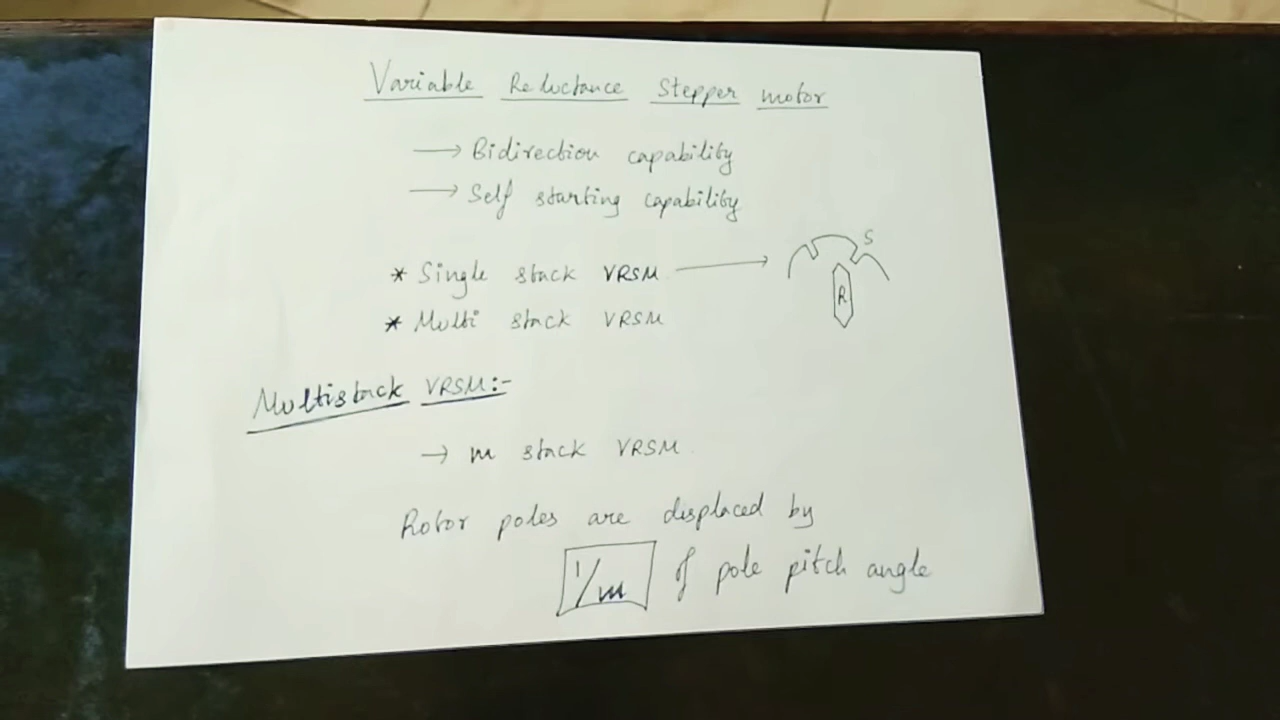 Variable Reluctance Stepper motor
→ Bidirection capability
→ Self starting capability
* Single stack VRSM →
S
R
* Multi stack VRSM
Multistack VRSM:-
→ m stack VRSM
Rotor poles are displaced by
1/m of pole pitch angle